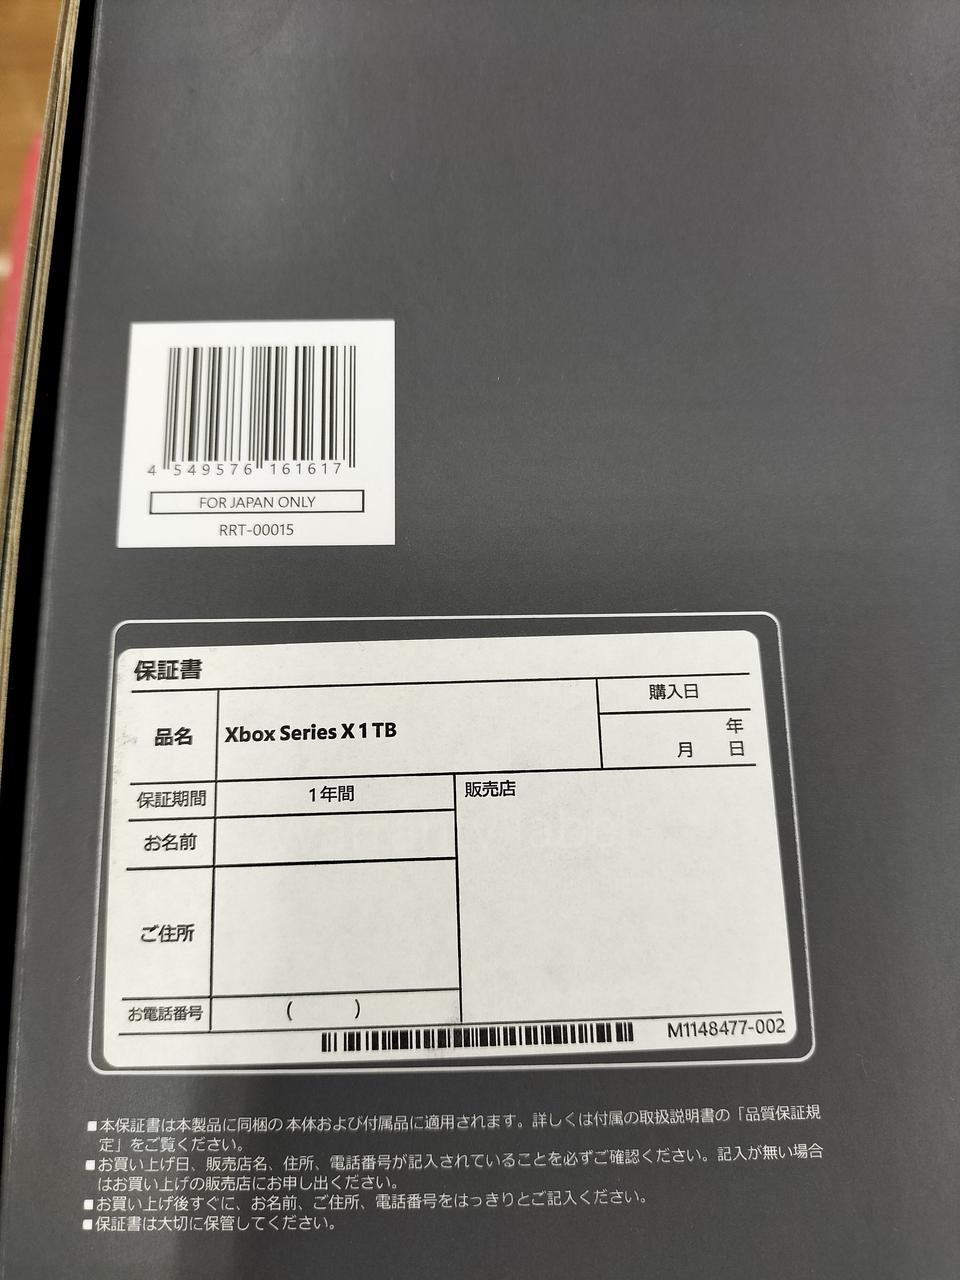 4 549576 161617
FOR JAPAN ONLY
RRT-00015
保証書
品名
Xbox Series X 1 TB
購入日
年
月 日
保証期間
1年間
販売店
お名前
ご住所
お電話番号
( )
M1148477-002
■本保証書は本製品に同梱の 本体および付属品に適用されます。詳しくは付属の取扱説明書の「品質保証規
定」をご覧ください。
■お買い上げ日、販売店名、住所、電話番号が記入されていることを必ずご確認ください。記入が無い場合
はお買い上げの販売店にお申し出ください。
■お買い上げ後すぐに、お名前、ご住所、電話番号をはっきりとご記入ください。
■保証書は大切に保管してください。